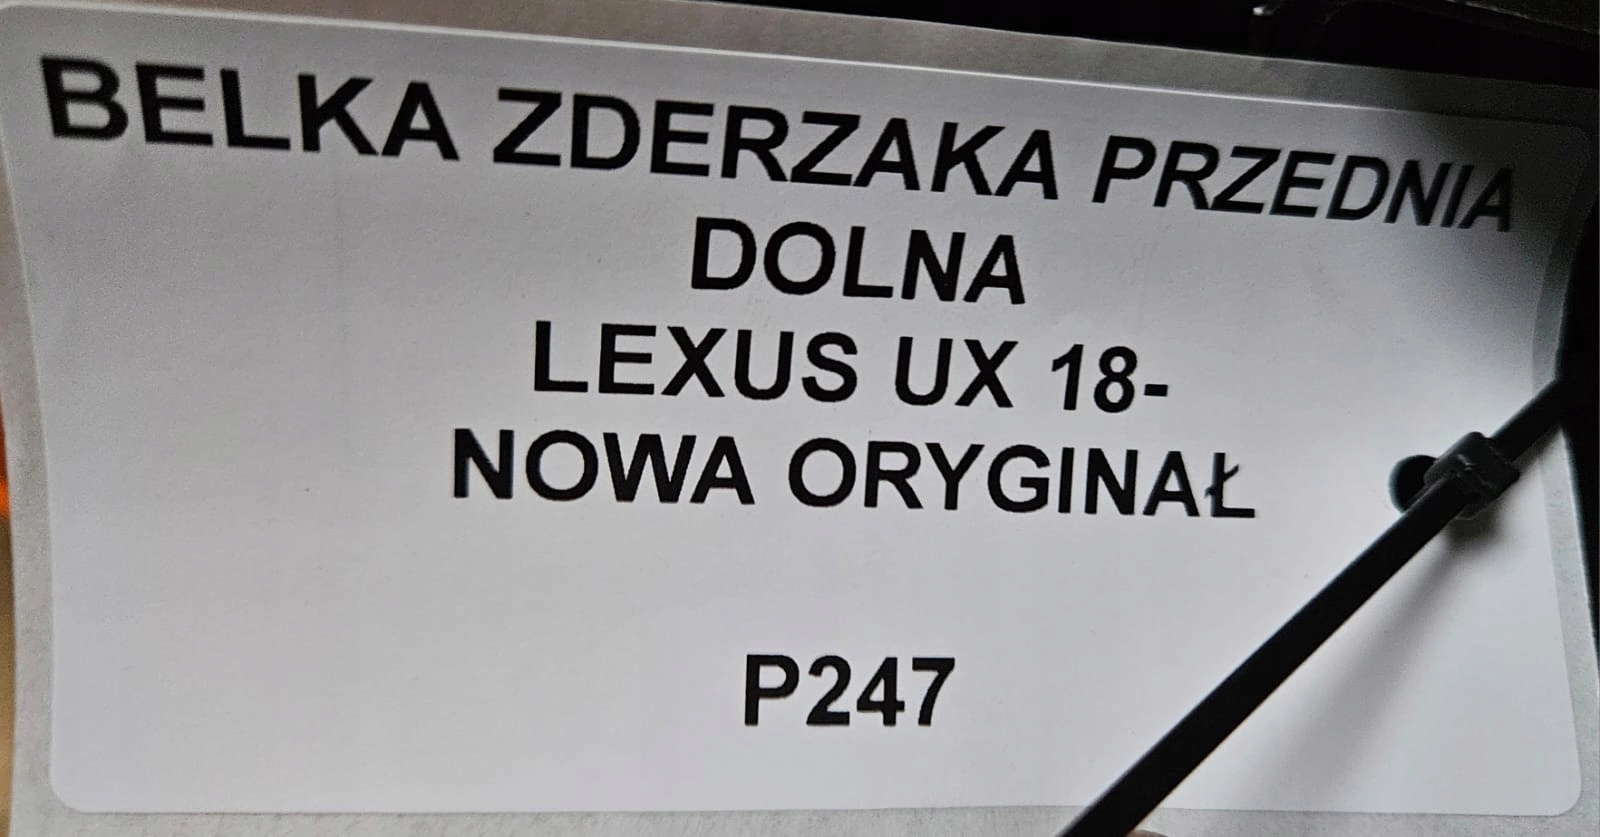 BELKA ZDERZAKA PRZEDNIA
DOLNA
LEXUS UX 18-
NOWA ORYGINAŁ
P247